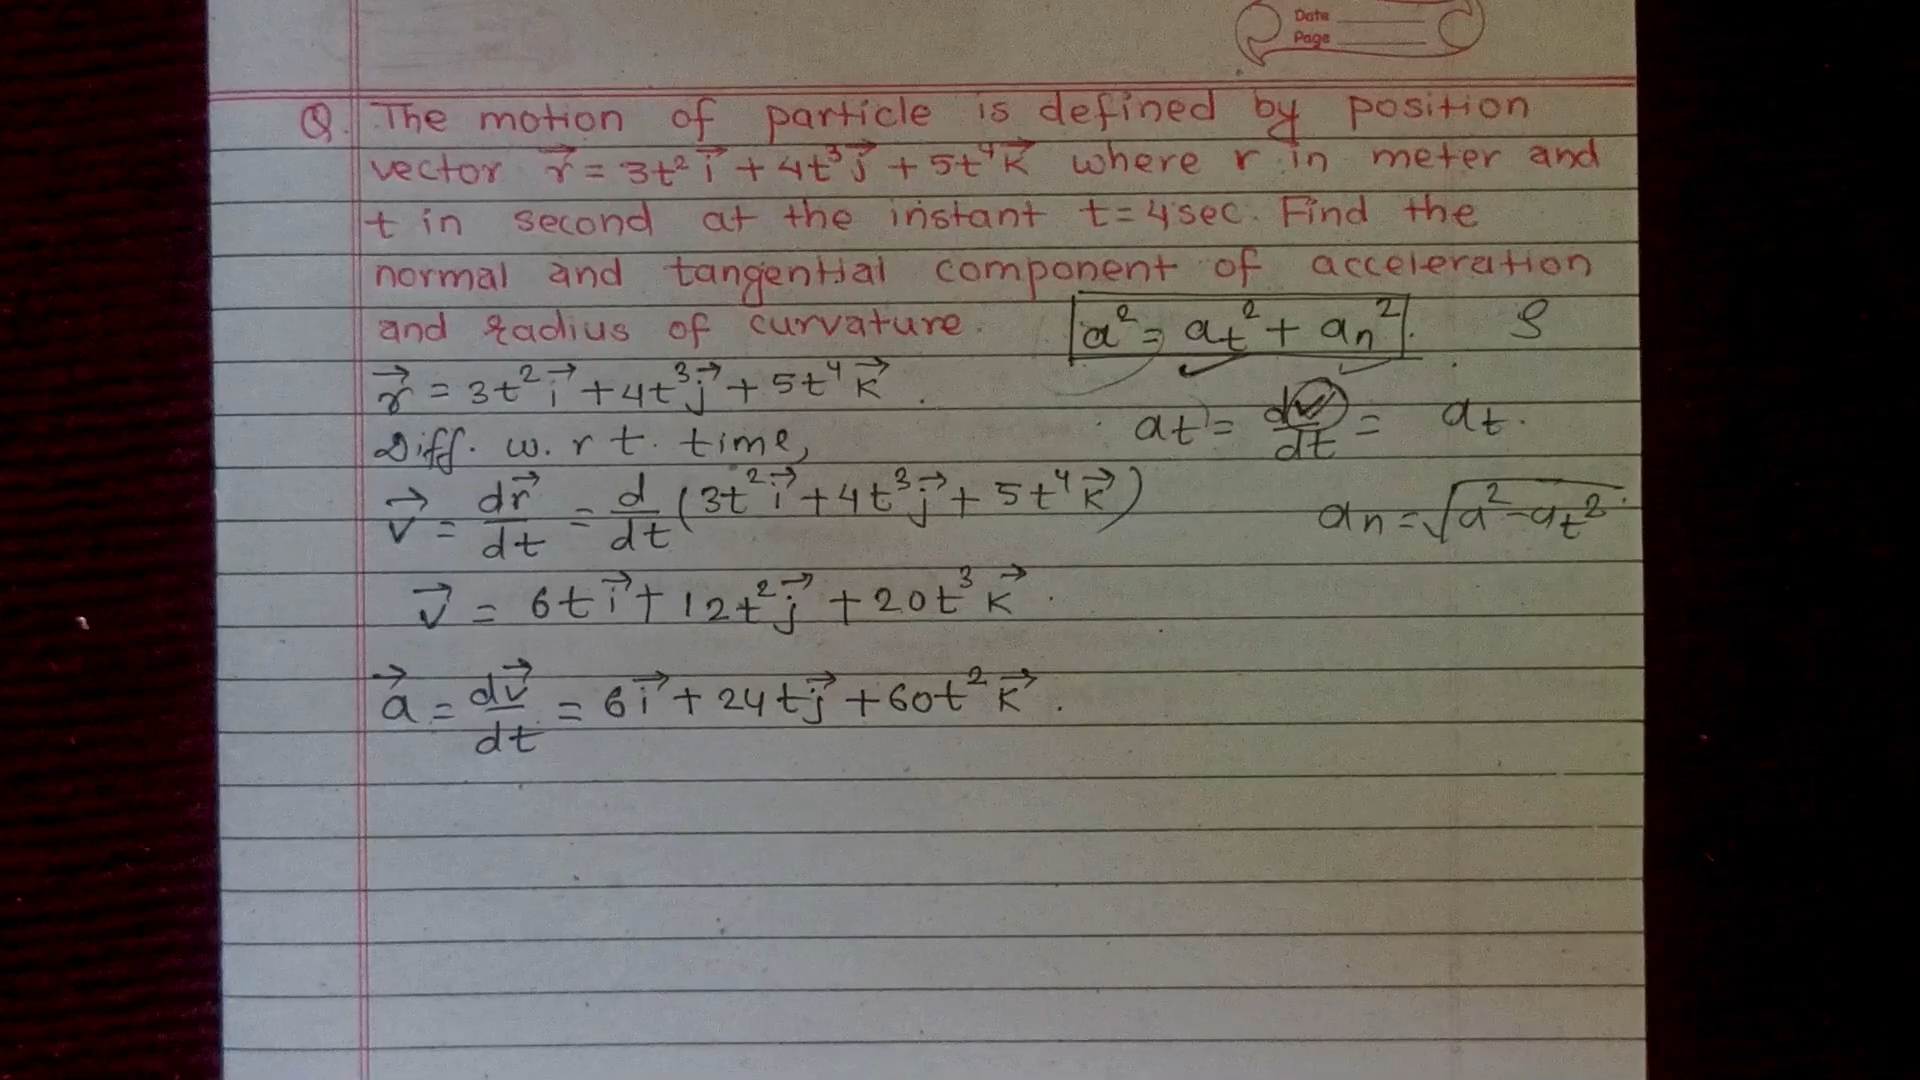 Date
Page
Q. The motion of particle is defined by position
vector r⃗ = 3t² i⃗ + 4t³ j⃗ + 5t⁴ k⃗ where r in meter and
t in second at the instant t = 4 sec. Find the
normal and tangential component of acceleration
and radius of curvature.
a² = at² + an²
ρ
r⃗ = 3t² i⃗ + 4t³ j⃗ + 5t⁴ k⃗
at = dv/dt = at.
Diff. w. r t. time,
v⃗ = dr⃗/dt = d/dt (3t² i⃗ + 4t³ j⃗ + 5t⁴ k⃗)
an = √a² - at²
v⃗ = 6t i⃗ + 12t² j⃗ + 20t³ k⃗.
a⃗ = dv⃗/dt = 6i⃗ + 24t j⃗ + 60t² k⃗.